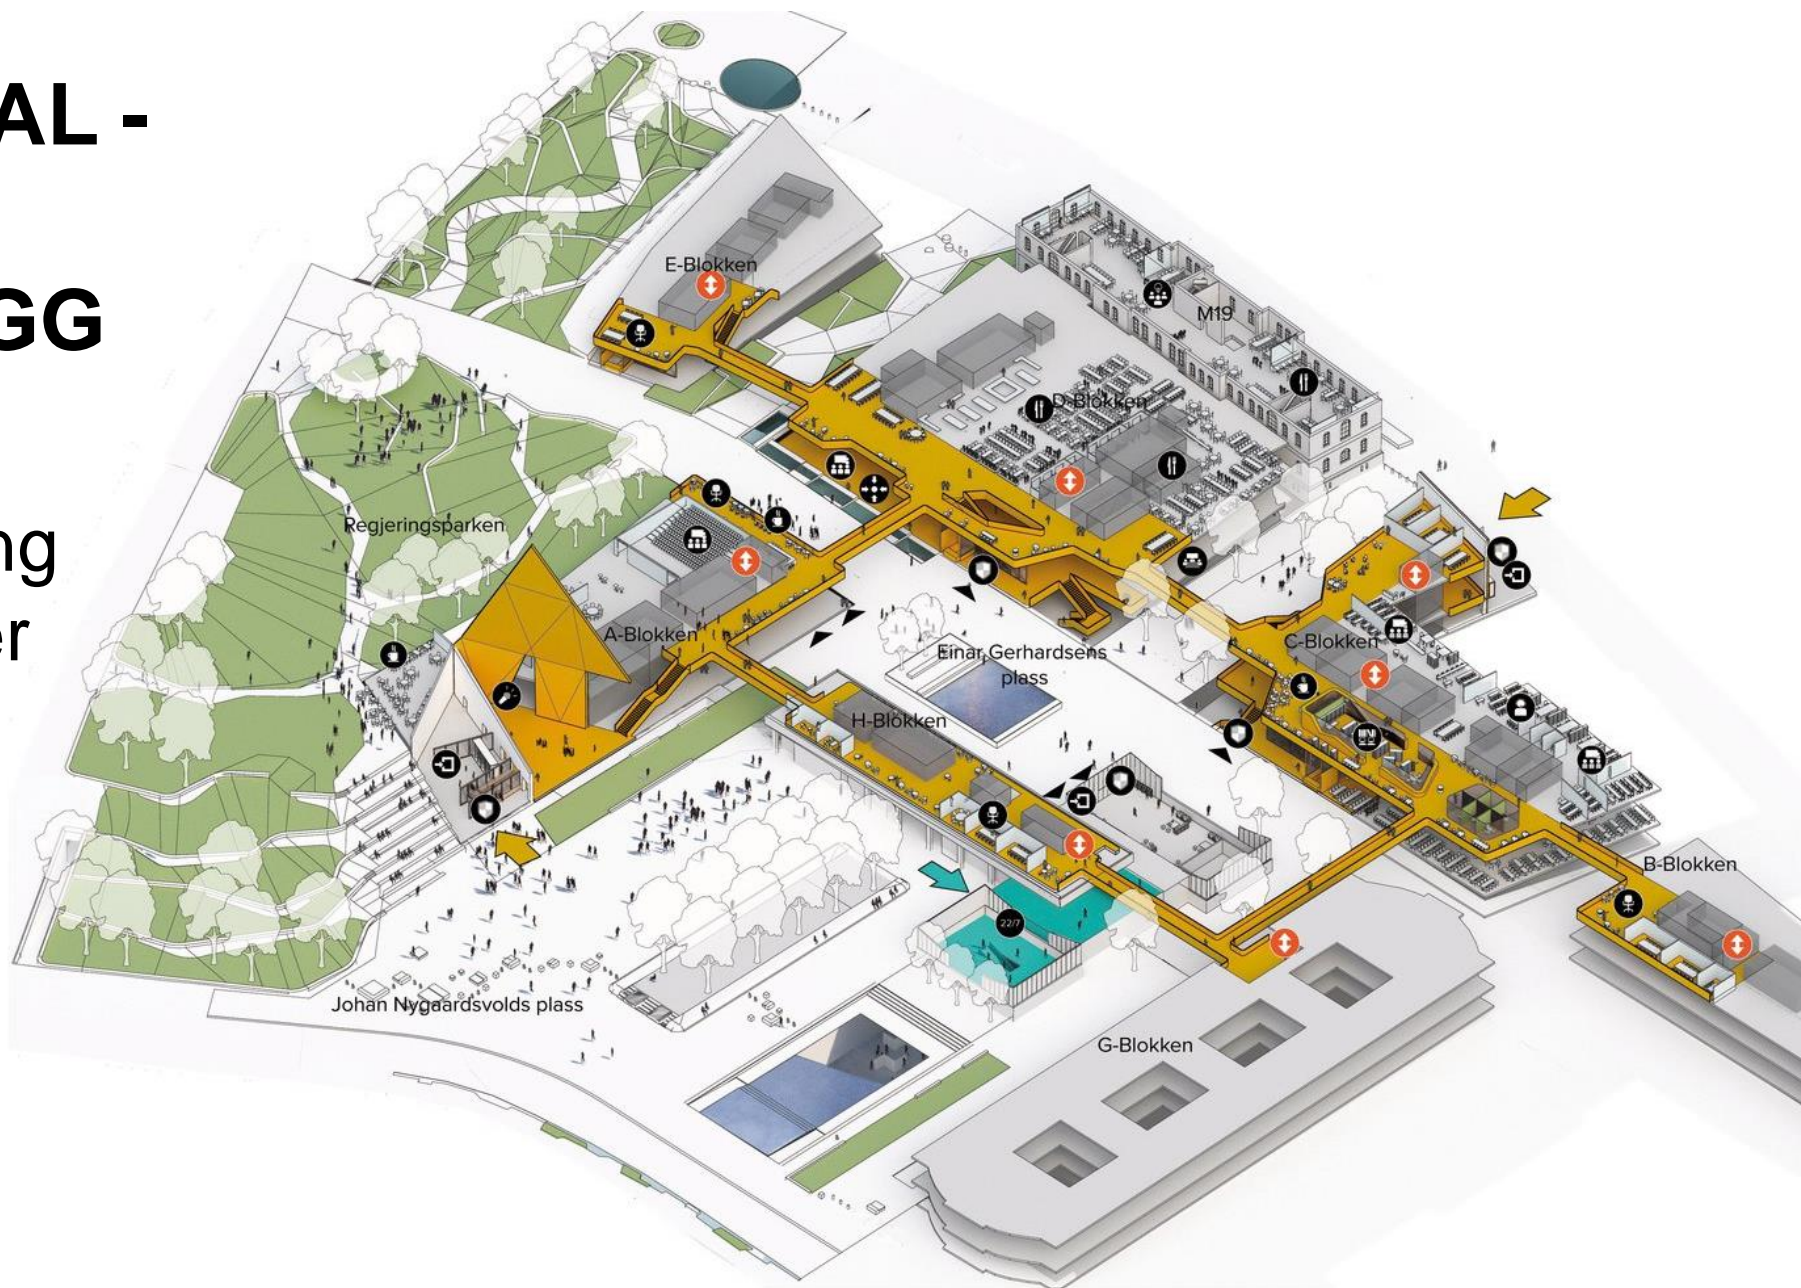 AL -
GG
ng
er
E-Blokken
M19
D-Blokken
Regjeringsparken
A-Blokken
C-Blokken
Einar Gerhardsens
plass
H-Blokken
B-Blokken
22/7
Johan Nygaardsvolds plass
G-Blokken